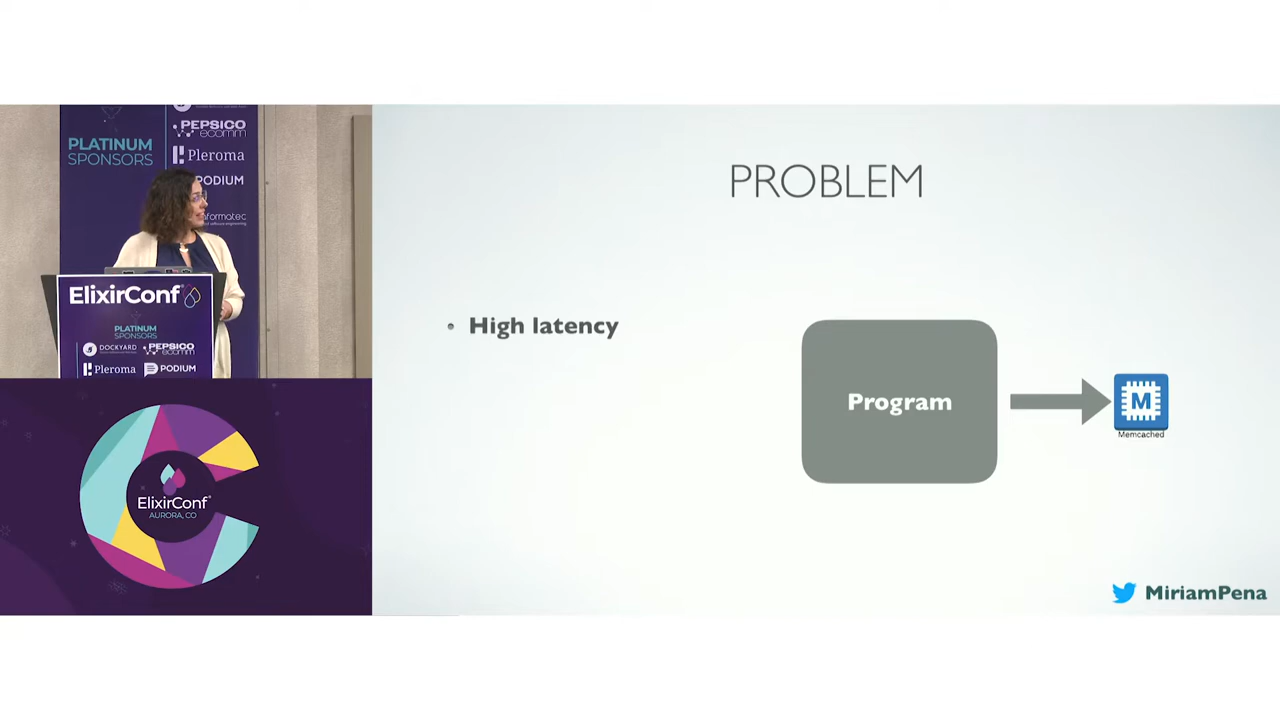 PLATINUM
SPONSORS
PEPSICO
ecomm
Pleroma
PODIUM
informatec
ElixirConf
PLATINUM
SPONSORS
DOCKYARD
PEPSICO
ecomm
Pleroma
PODIUM
ElixirConf
AURORA, CO
PROBLEM
• High latency
Program
M
Memcached
MiriamPena